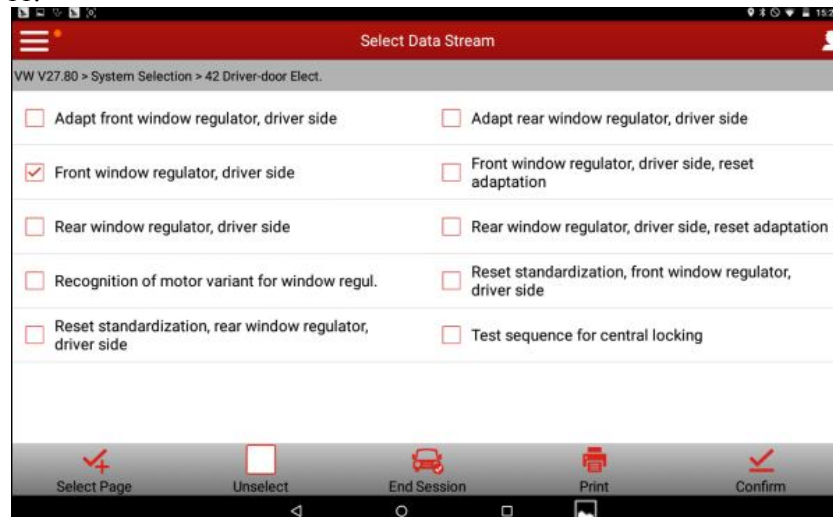 15:2
Select Data Stream
VW V27.80 > System Selection > 42 Driver-door Elect.
Adapt front window regulator, driver side
Adapt rear window regulator, driver side
Front window regulator, driver side
Front window regulator, driver side, reset
adaptation
Rear window regulator, driver side
Rear window regulator, driver side, reset adaptation
Recognition of motor variant for window regul.
Reset standardization, front window regulator,
driver side
Reset standardization, rear window regulator,
driver side
Test sequence for central locking
Select Page
Unselect
End Session
Print
Confirm